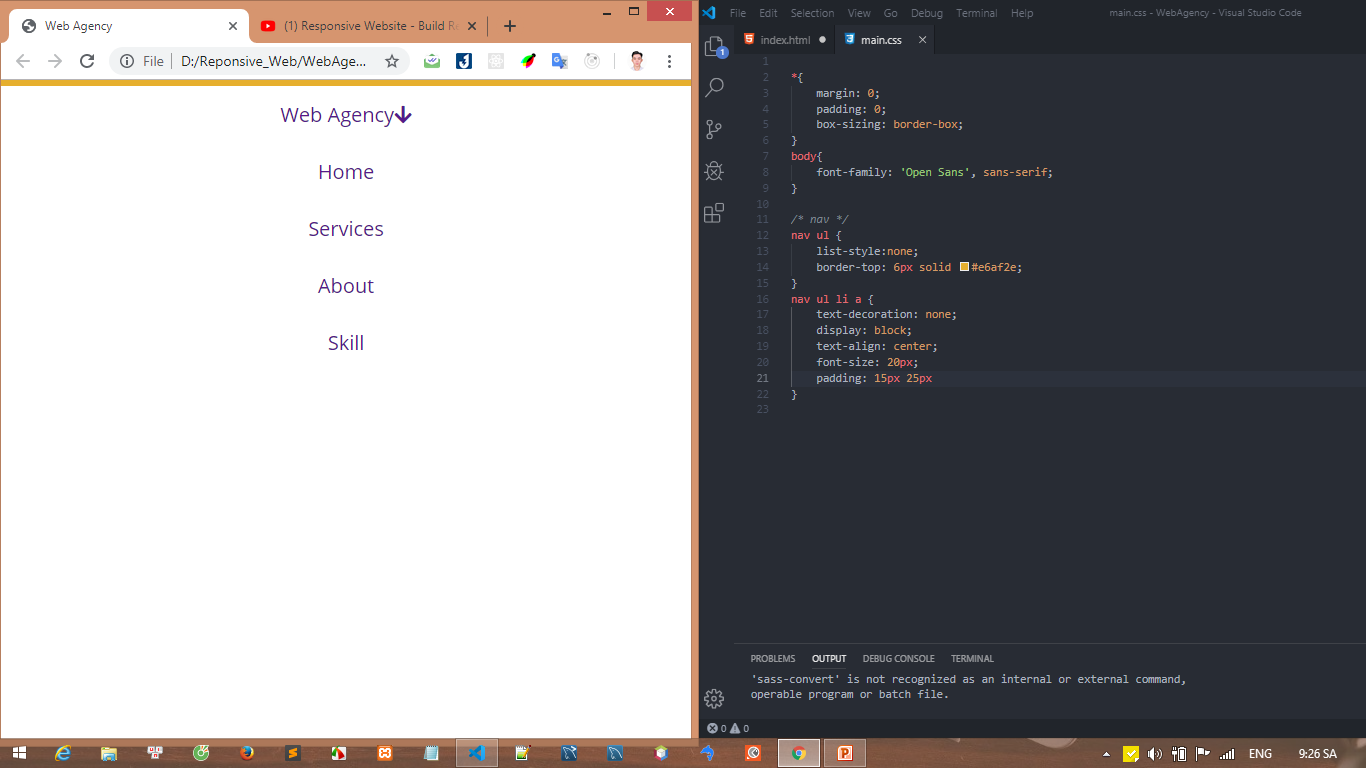 Web Agency
(1) Responsive Website - Build Re
File
D:/Reponsive_Web/WebAge...
Web Agency
Home
Services
About
Skill
File Edit Selection View Go Debug Terminal Help
main.css - WebAgency - Visual Studio Code
1
index.html
main.css
1
2 *{
3 margin: 0;
4 padding: 0;
5 box-sizing: border-box;
6 }
7 body{
8 font-family: 'Open Sans', sans-serif;
9 }
10
11 /* nav */
12 nav ul {
13 list-style:none;
14 border-top: 6px solid #e6af2e;
15 }
16 nav ul li a {
17 text-decoration: none;
18 display: block;
19 text-align: center;
20 font-size: 20px;
21 padding: 15px 25px
22 }
23
PROBLEMS OUTPUT DEBUG CONSOLE TERMINAL
'sass-convert' is not recognized as an internal or external command,
operable program or batch file.
0 0
ENG
9:26 SA